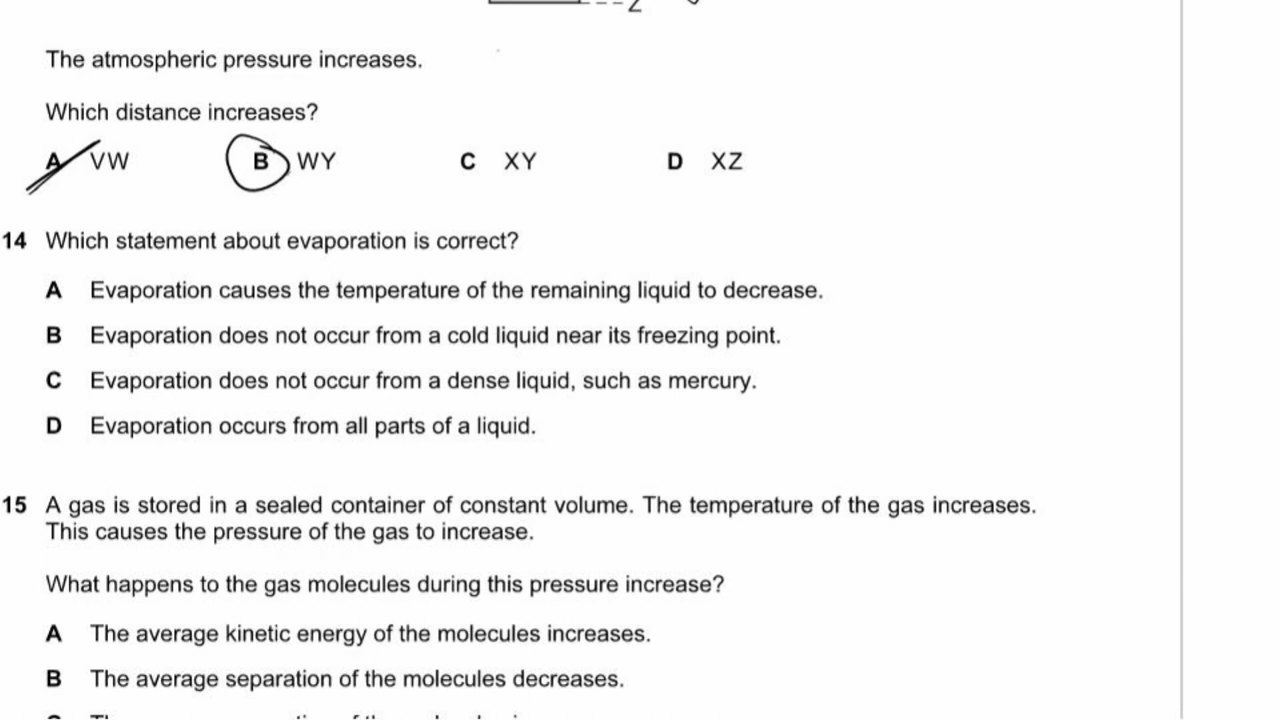 Z
The atmospheric pressure increases.
Which distance increases?
A VW B WY C XY D XZ
14 Which statement about evaporation is correct?
A Evaporation causes the temperature of the remaining liquid to decrease.
B Evaporation does not occur from a cold liquid near its freezing point.
C Evaporation does not occur from a dense liquid, such as mercury.
D Evaporation occurs from all parts of a liquid.
15 A gas is stored in a sealed container of constant volume. The temperature of the gas increases.
This causes the pressure of the gas to increase.
What happens to the gas molecules during this pressure increase?
A The average kinetic energy of the molecules increases.
B The average separation of the molecules decreases.